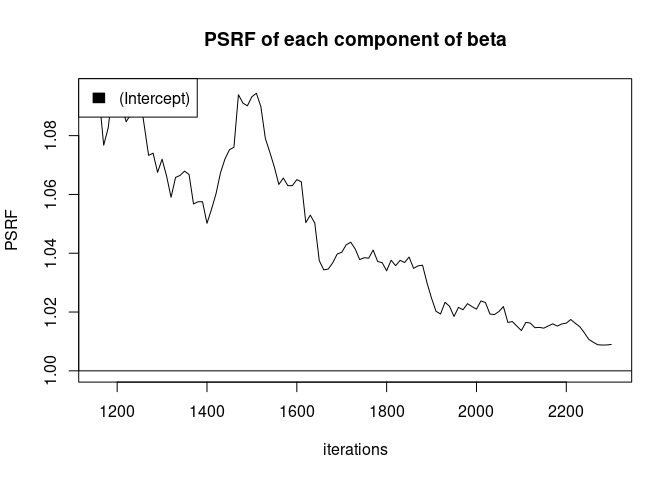 PSRF of each component of beta
(Intercept)
PSRF
1.08
1.06
1.04
1.02
1.00
1200 1400 1600 1800 2000 2200
iterations